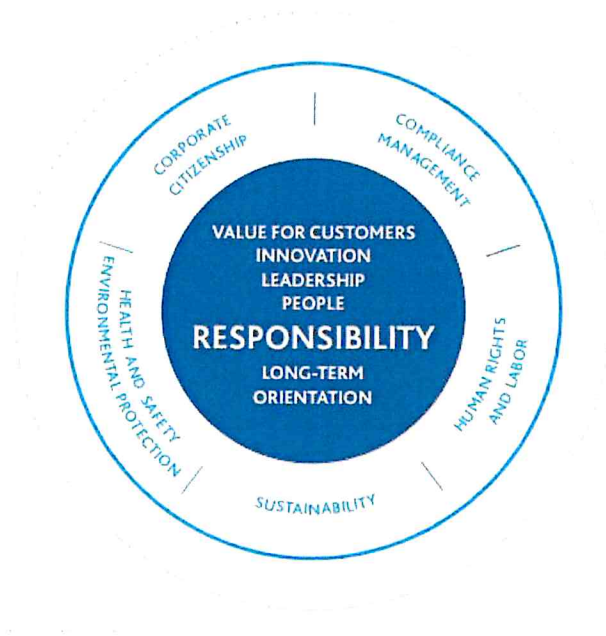 CORPORATE
CITIZENSHIP
COMPLIANCE
MANAGEMENT
VALUE FOR CUSTOMERS
INNOVATION
LEADERSHIP
PEOPLE
RESPONSIBILITY
LONG-TERM
ORIENTATION
HEALTH AND SAFETY
ENVIRONMENTAL PROTECTION
HUMAN RIGHTS
AND LABOR
SUSTAINABILITY